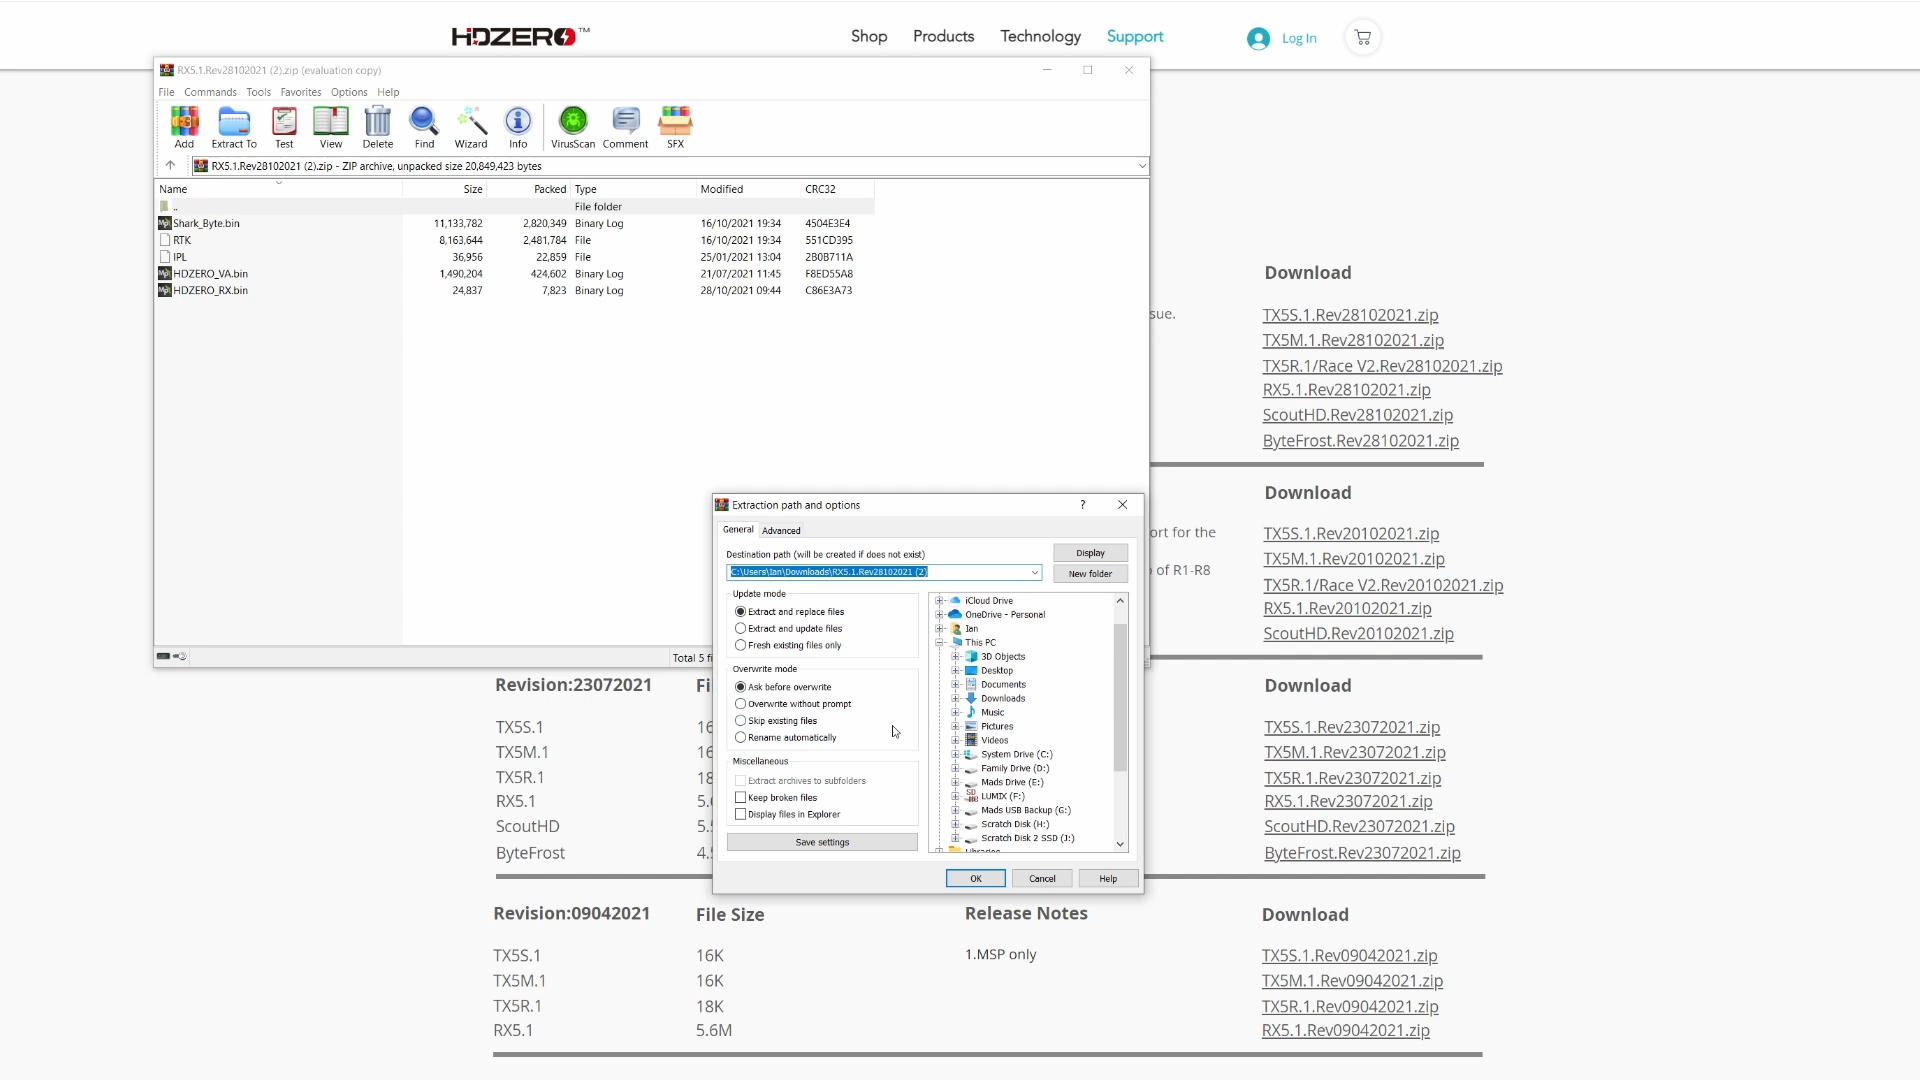 HDZERO™
Shop Products Technology Support Log In
RX5.1.Rev28102021 (2).zip (evaluation copy)
File Commands Tools Favorites Options Help
Add Extract To Test View Delete Find Wizard Info VirusScan Comment SFX
RX5.1.Rev28102021 (2).zip - ZIP archive, unpacked size 20,849,423 bytes
Name Size Packed Type Modified CRC32
.. File folder
Shark_Byte.bin 11,133,782 2,820,349 Binary Log 16/10/2021 19:34 4504E3E4
RTK 8,163,644 2,481,784 File 16/10/2021 19:34 551CD395
IPL 36,956 22,859 File 25/01/2021 13:04 2B0B711A
HDZERO_VA.bin 1,490,204 424,602 Binary Log 21/07/2021 11:45 F8ED55A8
HDZERO_RX.bin 24,837 7,823 Binary Log 28/10/2021 09:44 C86E3A73
Total 5 fi
Extraction path and options ?
General Advanced
Destination path (will be created if does not exist)
Display
C:\Users\Ian\Downloads\RX5.1.Rev28102021 (2)
New folder
Update mode
Extract and replace files
Extract and update files
Fresh existing files only
Overwrite mode
Ask before overwrite
Overwrite without prompt
Skip existing files
Rename automatically
Miscellaneous
Extract archives to subfolders
Keep broken files
Display files in Explorer
Save settings
iCloud Drive
OneDrive - Personal
Ian
This PC
3D Objects
Desktop
Documents
Downloads
Music
Pictures
Videos
System Drive (C:)
Family Drive (D:)
Mads Drive (E:)
LUMIX (F:)
Mads USB Backup (G:)
Scratch Disk (H:)
Scratch Disk 2 SSD (J:)
Libraries
OK Cancel Help
Download
sue.
TX5S.1.Rev28102021.zip
TX5M.1.Rev28102021.zip
TX5R.1/Race V2.Rev28102021.zip
RX5.1.Rev28102021.zip
ScoutHD.Rev28102021.zip
ByteFrost.Rev28102021.zip
Download
ort for the
of R1-R8
TX5S.1.Rev20102021.zip
TX5M.1.Rev20102021.zip
TX5R.1/Race V2.Rev20102021.zip
RX5.1.Rev20102021.zip
ScoutHD.Rev20102021.zip
Revision:23072021 Fi Download
TX5S.1 16 TX5S.1.Rev23072021.zip
TX5M.1 16 TX5M.1.Rev23072021.zip
TX5R.1 18 TX5R.1.Rev23072021.zip
RX5.1 5. RX5.1.Rev23072021.zip
ScoutHD 5. ScoutHD.Rev23072021.zip
ByteFrost 4. ByteFrost.Rev23072021.zip
Revision:09042021 File Size Release Notes Download
TX5S.1 16K 1.MSP only TX5S.1.Rev09042021.zip
TX5M.1 16K TX5M.1.Rev09042021.zip
TX5R.1 18K TX5R.1.Rev09042021.zip
RX5.1 5.6M RX5.1.Rev09042021.zip